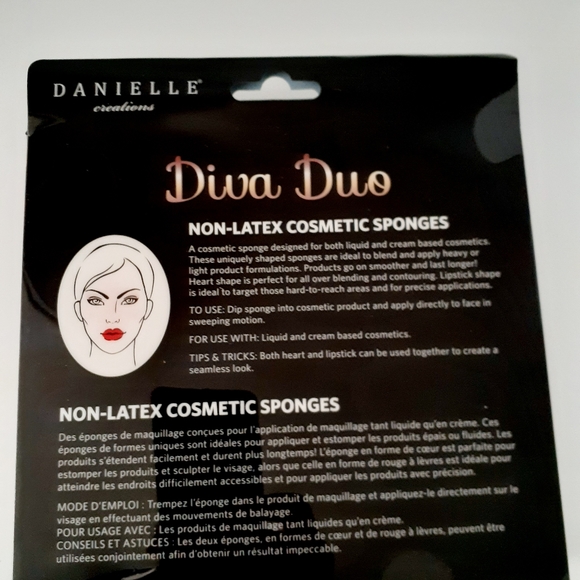 DANIELLE®
creations
Diva Duo
NON-LATEX COSMETIC SPONGES
A cosmetic sponge designed for both liquid and cream based cosmetics.
These uniquely shaped sponges are ideal to blend and apply heavy or
light product formulations. Products go on smoother and last longer!
Heart shape is perfect for all over blending and contouring. Lipstick shape
is ideal to target those hard-to-reach areas and for precise applications.
TO USE: Dip sponge into cosmetic product and apply directly to face in
sweeping motion.
FOR USE WITH: Liquid and cream based cosmetics.
TIPS & TRICKS: Both heart and lipstick can be used together to create a
seamless look.
NON-LATEX COSMETIC SPONGES
Des éponges de maquillage conçues pour l'application de maquillage tant liquide qu'en crème. Ces
éponges de formes uniques sont idéales pour appliquer et estomper les produits épais ou fluides. Les
produits s'étendent facilement et durent plus longtemps! L'éponge en forme de cœur est parfaite pour
estomper les produits et sculpter le visage, alors que celle en forme de rouge à lèvres est idéale pour
atteindre les endroits difficilement accessibles et pour appliquer les produits avec précision.
MODE D'EMPLOI : Trempez l'éponge dans le produit de maquillage et appliquez-le directement sur le
visage en effectuant des mouvements de balayage.
POUR USAGE AVEC : Les produits de maquillage tant liquides qu'en crème.
CONSEILS ET ASTUCES : Les deux éponges, en formes de cœur et de rouge à lèvres, peuvent être
utilisées conjointement afin d'obtenir un résultat impeccable.